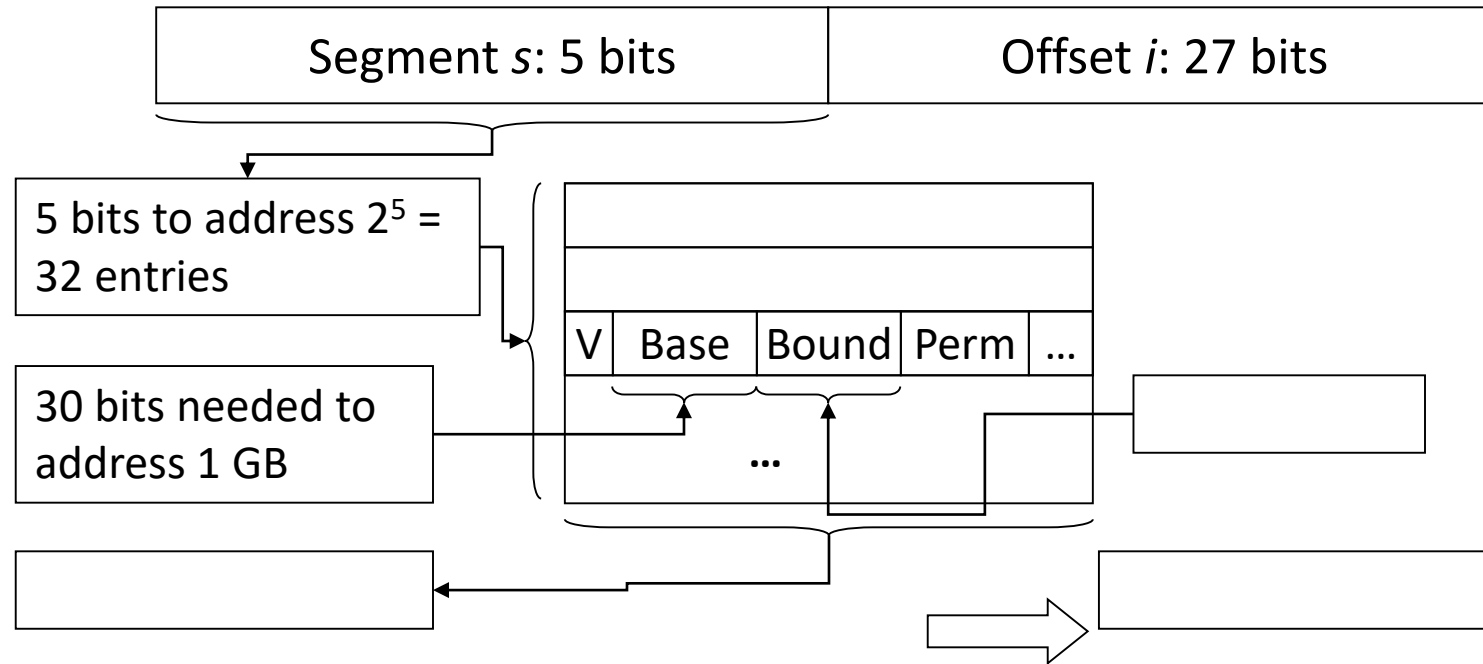 Segment s: 5 bits
Offset i: 27 bits
5 bits to address 2⁵ =
32 entries
V
Base
Bound
Perm
...
30 bits needed to
address 1 GB
...